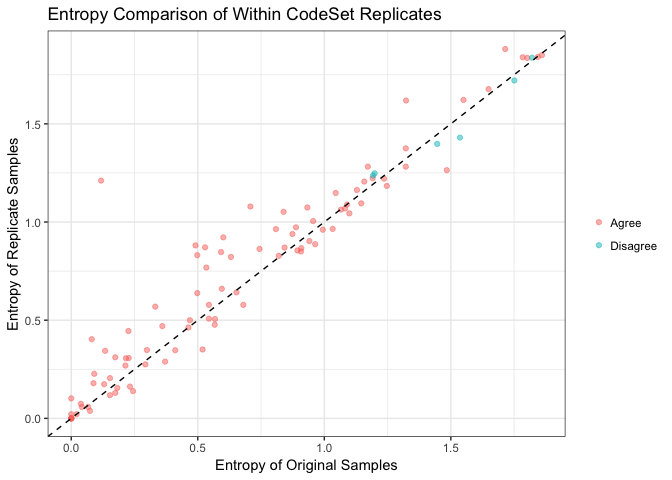 Entropy Comparison of Within CodeSet Replicates
Entropy of Replicate Samples
1.5
1.0
0.5
0.0
0.0 0.5 1.0 1.5
Entropy of Original Samples
Agree
Disagree